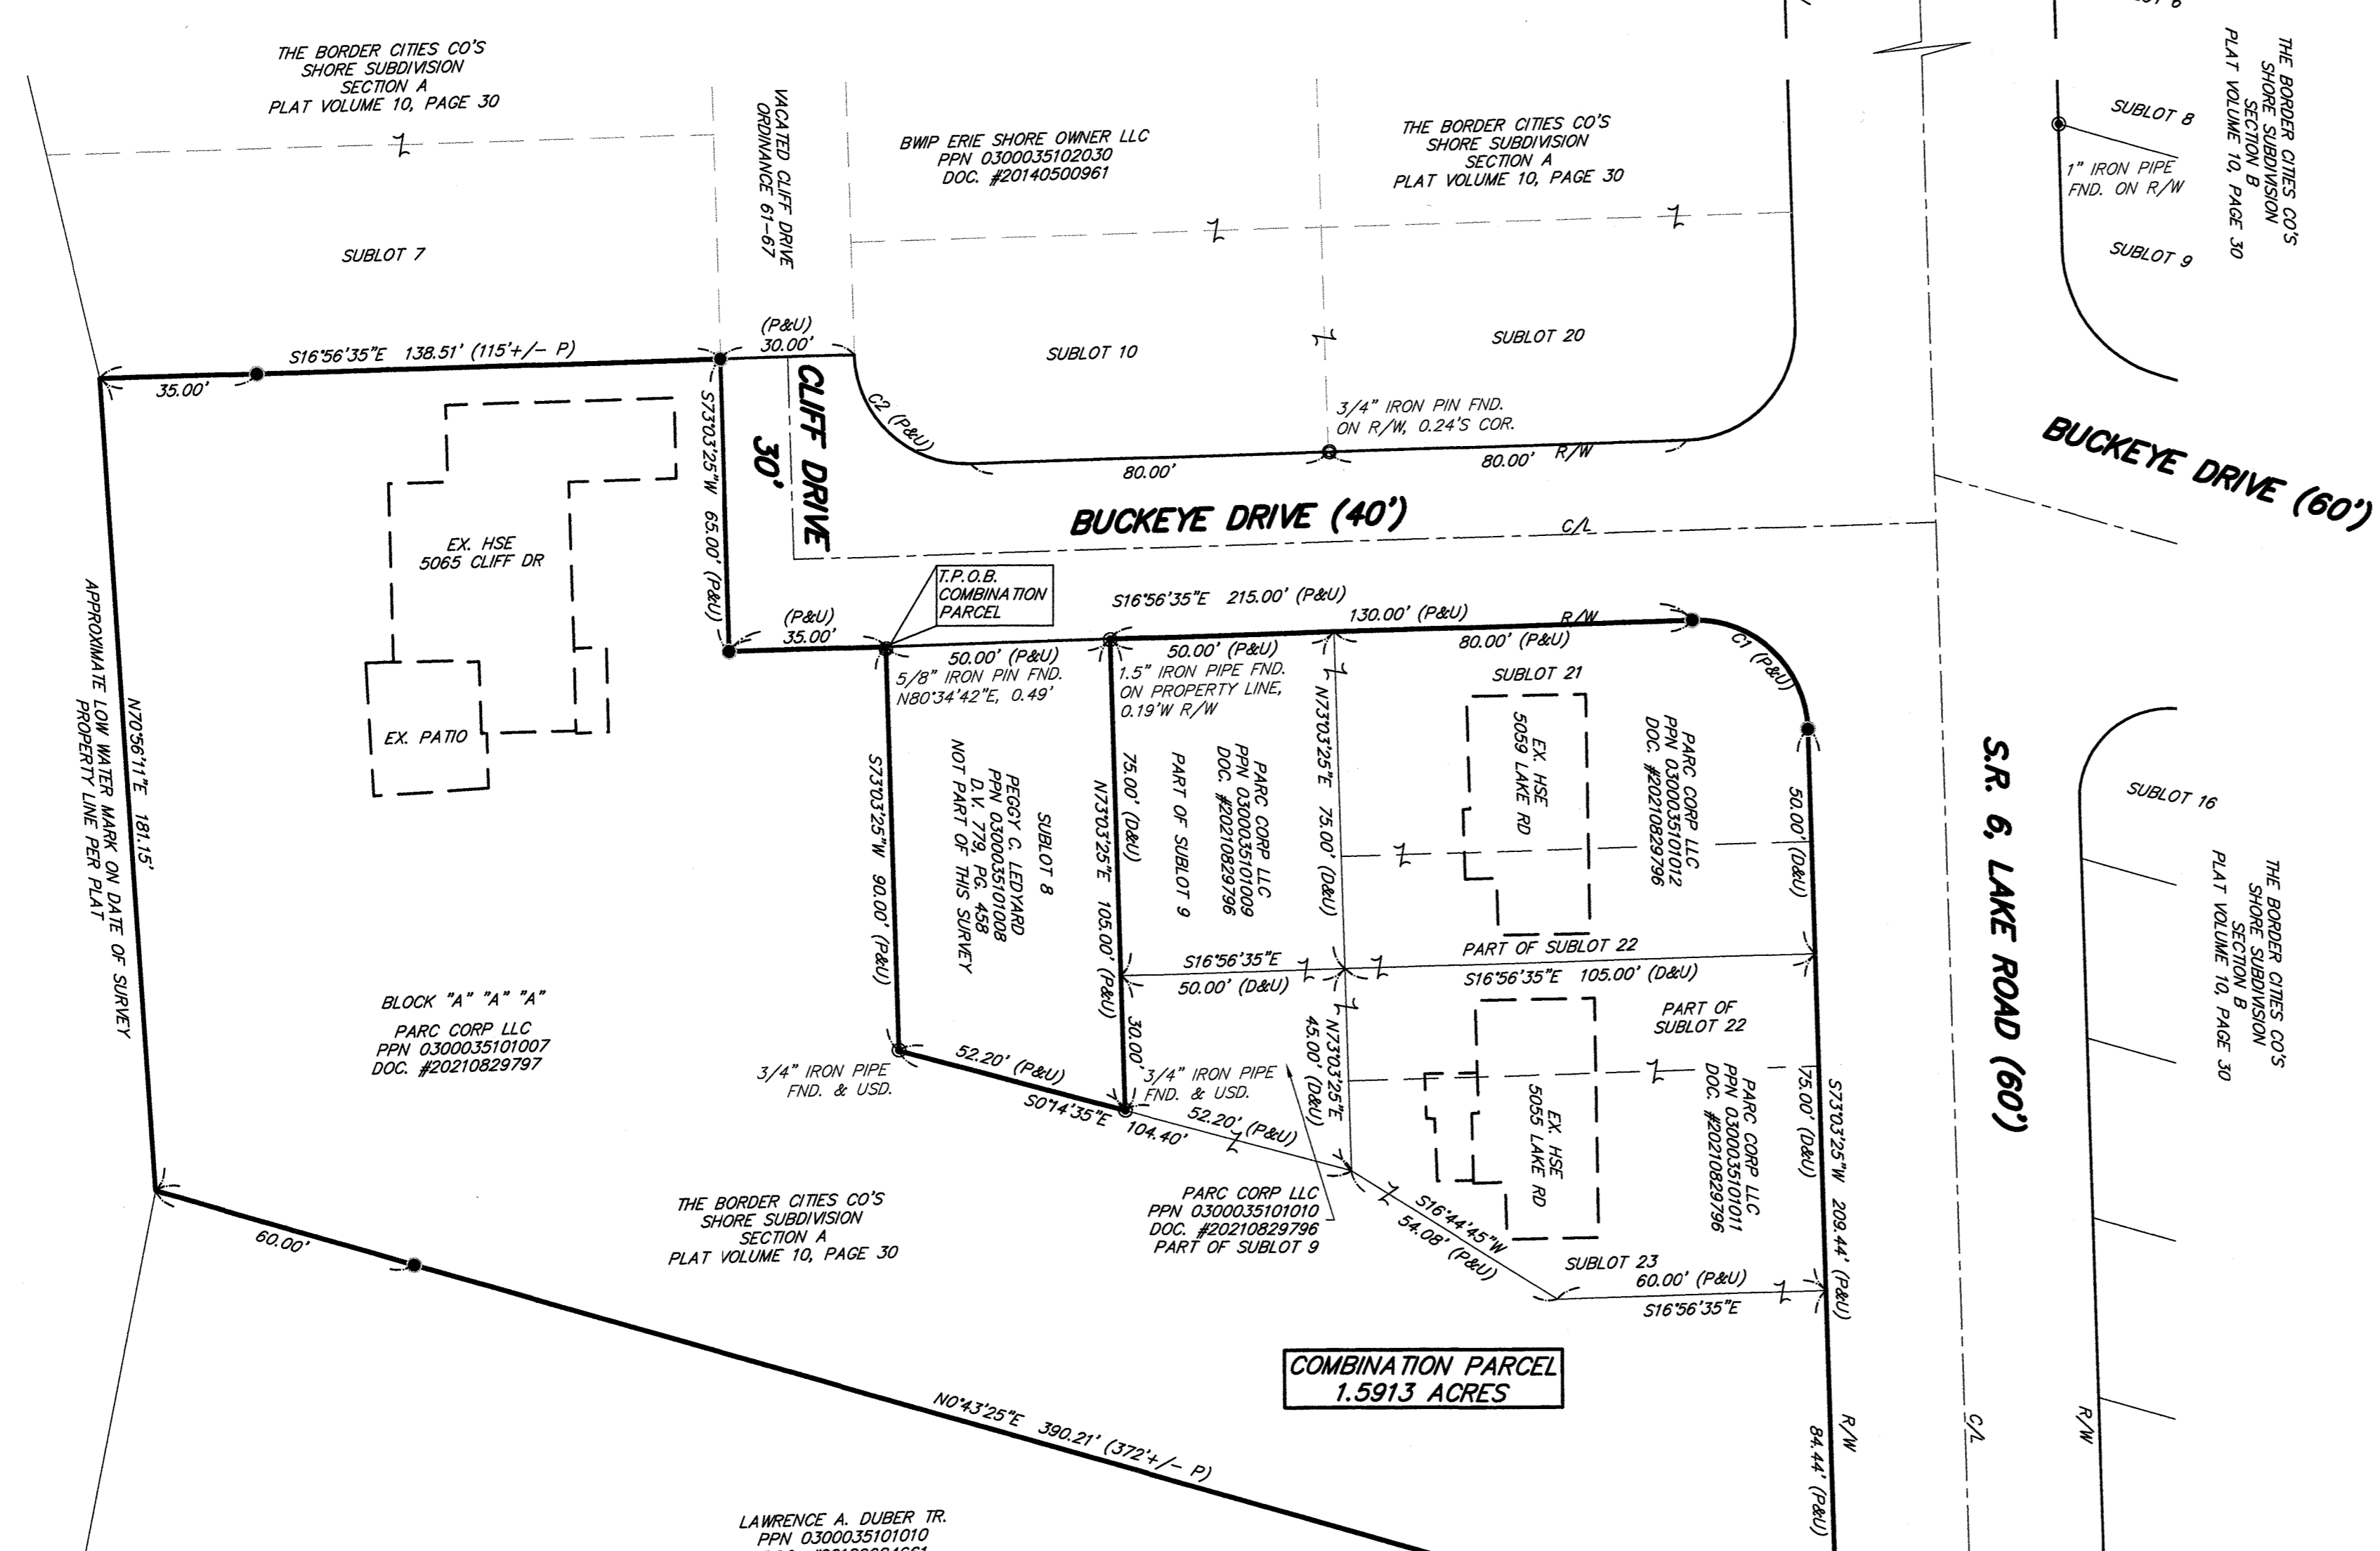 THE BORDER CITIES CO'S
SHORE SUBDIVISION
SECTION A
PLAT VOLUME 10, PAGE 30
SUBLOT 7
VACATED CLIFF DRIVE
ORDINANCE 61-67
BWIP ERIE SHORE OWNER LLC
PPN 0300035102030
DOC. #20140500961
THE BORDER CITIES CO'S
SHORE SUBDIVISION
SECTION A
PLAT VOLUME 10, PAGE 30
SUBLOT 8
1" IRON PIPE
FND. ON R/W
SUBLOT 9
THE BORDER CITIES CO'S
SHORE SUBDIVISION
SECTION B
PLAT VOLUME 10, PAGE 30
S16°56'35"E 138.51' (115'+/- P)
35.00'
(P&U)
30.00'
SUBLOT 10
SUBLOT 20
C2 (P&U)
3/4" IRON PIN FND.
ON R/W, 0.24'S COR.
80.00'
80.00'
R/W
CLIFF DRIVE
30'
S73°03'25"W 65.00' (P&U)
BUCKEYE DRIVE (40')
C/L
BUCKEYE DRIVE (60')
EX. HSE
5065 CLIFF DR
EX. PATIO
T.P.O.B.
COMBINATION
PARCEL
(P&U)
35.00'
S16°56'35"E 215.00' (P&U)
130.00' (P&U)
R/W
50.00' (P&U)
50.00' (P&U)
80.00' (P&U)
C1 (P&U)
5/8" IRON PIN FND.
N80°34'42"E, 0.49'
1.5" IRON PIPE FND.
ON PROPERTY LINE,
0.19'W R/W
SUBLOT 21
EX. HSE
5059 LAKE RD
PARC CORP LLC
PPN 0300035101012
DOC. #20210829796
50.00' (D&U)
N70°56'11"E 181.15'
APPROXIMATE LOW WATER MARK ON DATE OF SURVEY
PROPERTY LINE PER PLAT
S73°03'25"W 90.00' (P&U)
SUBLOT 8
PEGGY C. LEDYARD
PPN 0300035101008
D.V. 779, PG. 458
NOT PART OF THIS SURVEY
75.00' (D&U)
N73°03'25"E 105.00' (P&U)
30.00'
PARC CORP LLC
PPN 0300035101009
DOC. #20210829796
PART OF SUBLOT 9
N73°03'25"E 75.00' (D&U)
S16°56'35"E
50.00' (D&U)
PART OF SUBLOT 22
S16°56'35"E 105.00' (D&U)
PART OF
SUBLOT 22
N73°03'25"E
45.00' (D&U)
EX. HSE
5055 LAKE RD
PARC CORP LLC
PPN 0300035101011
DOC. #20210829796
75.00' (D&U)
S73°03'25"W 209.44' (P&U)
S.R. 6, LAKE ROAD (60')
SUBLOT 16
THE BORDER CITIES CO'S
SHORE SUBDIVISION
SECTION B
PLAT VOLUME 10, PAGE 30
BLOCK "A" "A" "A"
PARC CORP LLC
PPN 0300035101007
DOC. #20210829797
3/4" IRON PIPE
FND. & USD.
52.20' (P&U)
S0°14'35"E 104.40'
3/4" IRON PIPE
FND. & USD.
52.20' (P&U)
PARC CORP LLC
PPN 0300035101010
DOC. #20210829796
PART OF SUBLOT 9
S16°44'45"W
54.08' (P&U)
SUBLOT 23
60.00' (P&U)
S16°56'35"E
THE BORDER CITIES CO'S
SHORE SUBDIVISION
SECTION A
PLAT VOLUME 10, PAGE 30
60.00'
COMBINATION PARCEL
1.5913 ACRES
N0°43'25"E 390.21' (372'+/- P)
84.44' (P&U)
R/W
C/L
R/W
LAWRENCE A. DUBER TR.
PPN 0300035101010